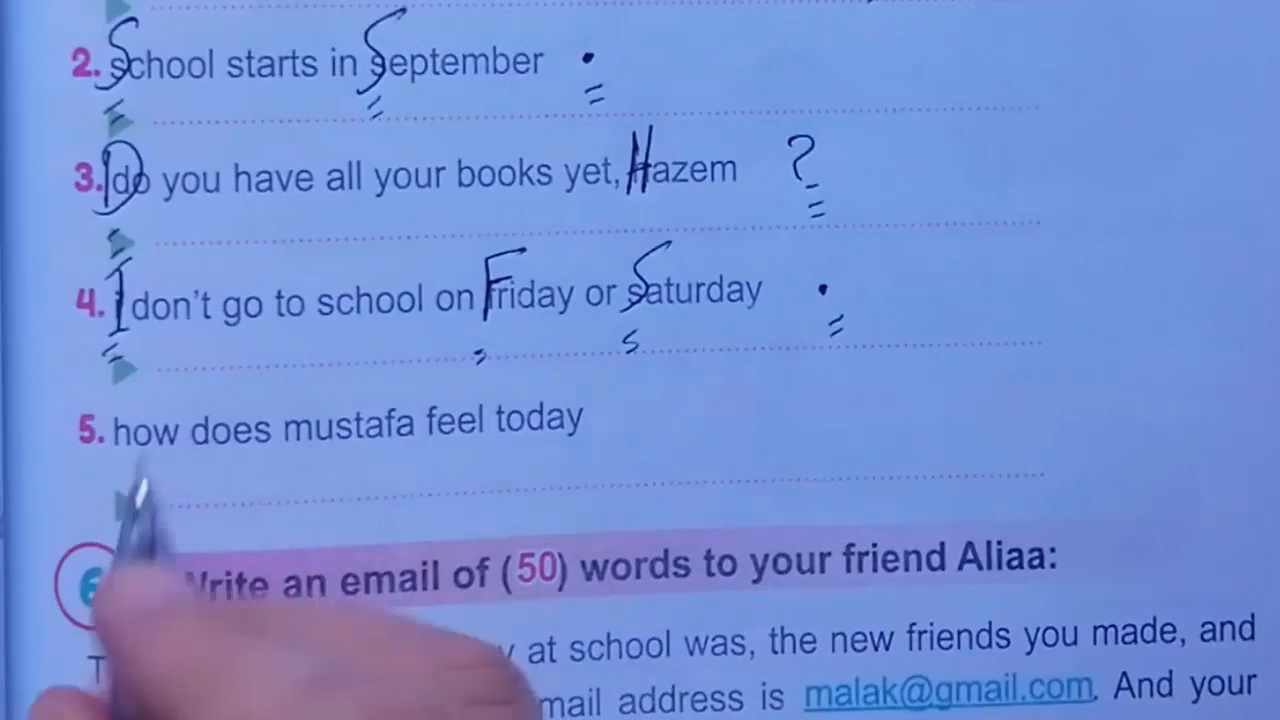 2. School starts in September .
3. Do you have all your books yet, Hazem ?
4. I don't go to school on Friday or Saturday .
5. how does mustafa feel today
6 Write an email of (50) words to your friend Aliaa:
at school was, the new friends you made, and
address is malak@gmail.com. And your